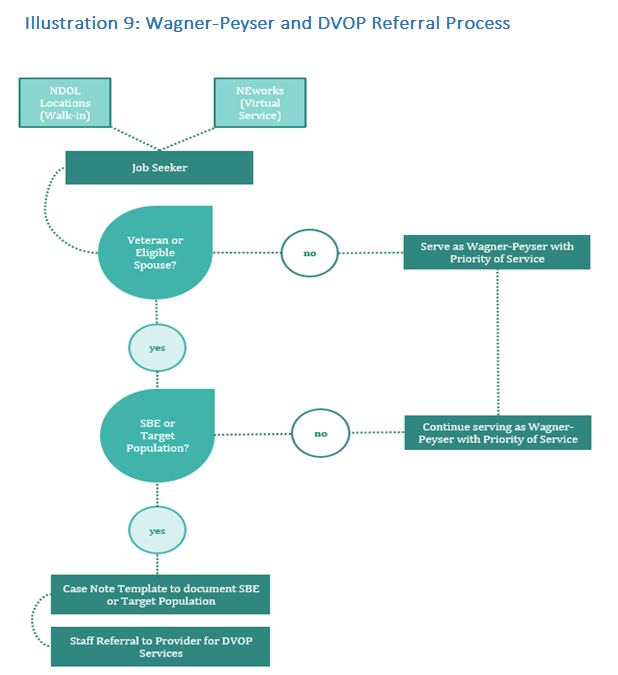 Illustration 9: Wagner-Peyser and DVOP Referral Process
NDOL
Locations
(Walk-in)
NEworks
(Virtual
Service)
Job Seeker
Veteran or
Eligible
Spouse?
no
Serve as Wagner-Peyser with
Priority of Service
yes
SBE or
Target
Population?
no
Continue serving as Wagner-
Peyser with Priority of Service
yes
Case Note Template to document SBE
or Target Population
Staff Referral to Provider for DVOP
Services